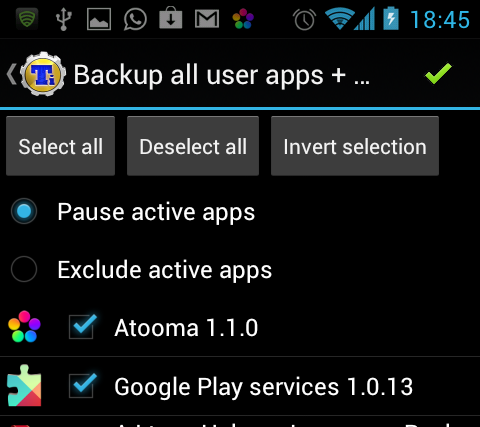 18:45
Ti
Backup all user apps + ...
Select all
Deselect all
Invert selection
Pause active apps
Exclude active apps
Atooma 1.1.0
Google Play services 1.0.13